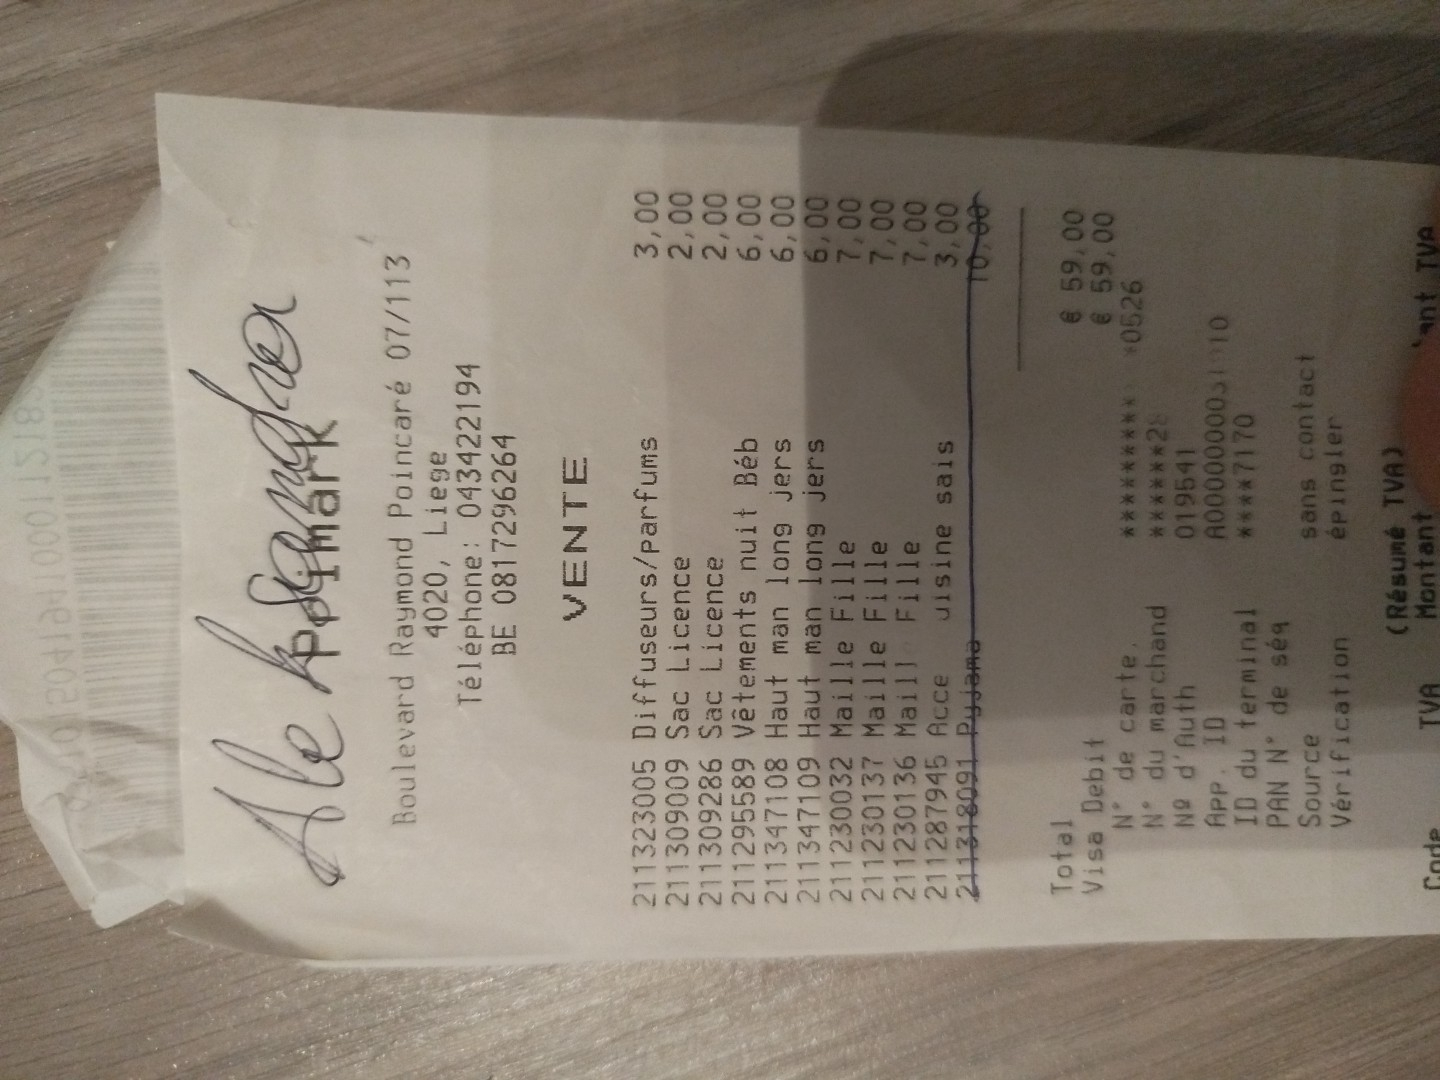 Alexandra
PRIMARK
Boulevard Raymond Poincaré 07/113
4020, Liege
Téléphone: 043422194
BE 0817296264
VENTE
211323005 Diffuseurs/parfums 3,00
211309009 Sac Licence 2,00
211309286 Sac Licence 2,00
211295589 Vêtements nuit Béb 6,00
211347108 Haut man long jers 6,00
211347109 Haut man long jers 6,00
211230032 Maille Fille 7,00
211230137 Maille Fille 7,00
211230136 Maill Fille 7,00
211287945 Acce uisine sais 3,00
211318091 Pyjama 10,00
Total € 59,00
Visa Debit € 59,00
N° de carte. *0526
N° du marchand
Nº d'Auth 019541
APP. ID
ID du terminal ****7170
PAN N° de séq
Source sans contact
Vérification épingler
(Résumé TVA)
Code TVA Montant TVA